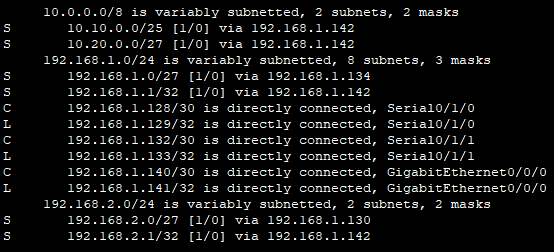 10.0.0.0/8 is variably subnetted, 2 subnets, 2 masks
S 10.10.0.0/25 [1/0] via 192.168.1.142
S 10.20.0.0/27 [1/0] via 192.168.1.142
192.168.1.0/24 is variably subnetted, 8 subnets, 3 masks
S 192.168.1.0/27 [1/0] via 192.168.1.134
S 192.168.1.1/32 [1/0] via 192.168.1.142
C 192.168.1.128/30 is directly connected, Serial0/1/0
L 192.168.1.129/32 is directly connected, Serial0/1/0
C 192.168.1.132/30 is directly connected, Serial0/1/1
L 192.168.1.133/32 is directly connected, Serial0/1/1
C 192.168.1.140/30 is directly connected, GigabitEthernet0/0/0
L 192.168.1.141/32 is directly connected, GigabitEthernet0/0/0
192.168.2.0/24 is variably subnetted, 2 subnets, 2 masks
S 192.168.2.0/27 [1/0] via 192.168.1.130
S 192.168.2.1/32 [1/0] via 192.168.1.142